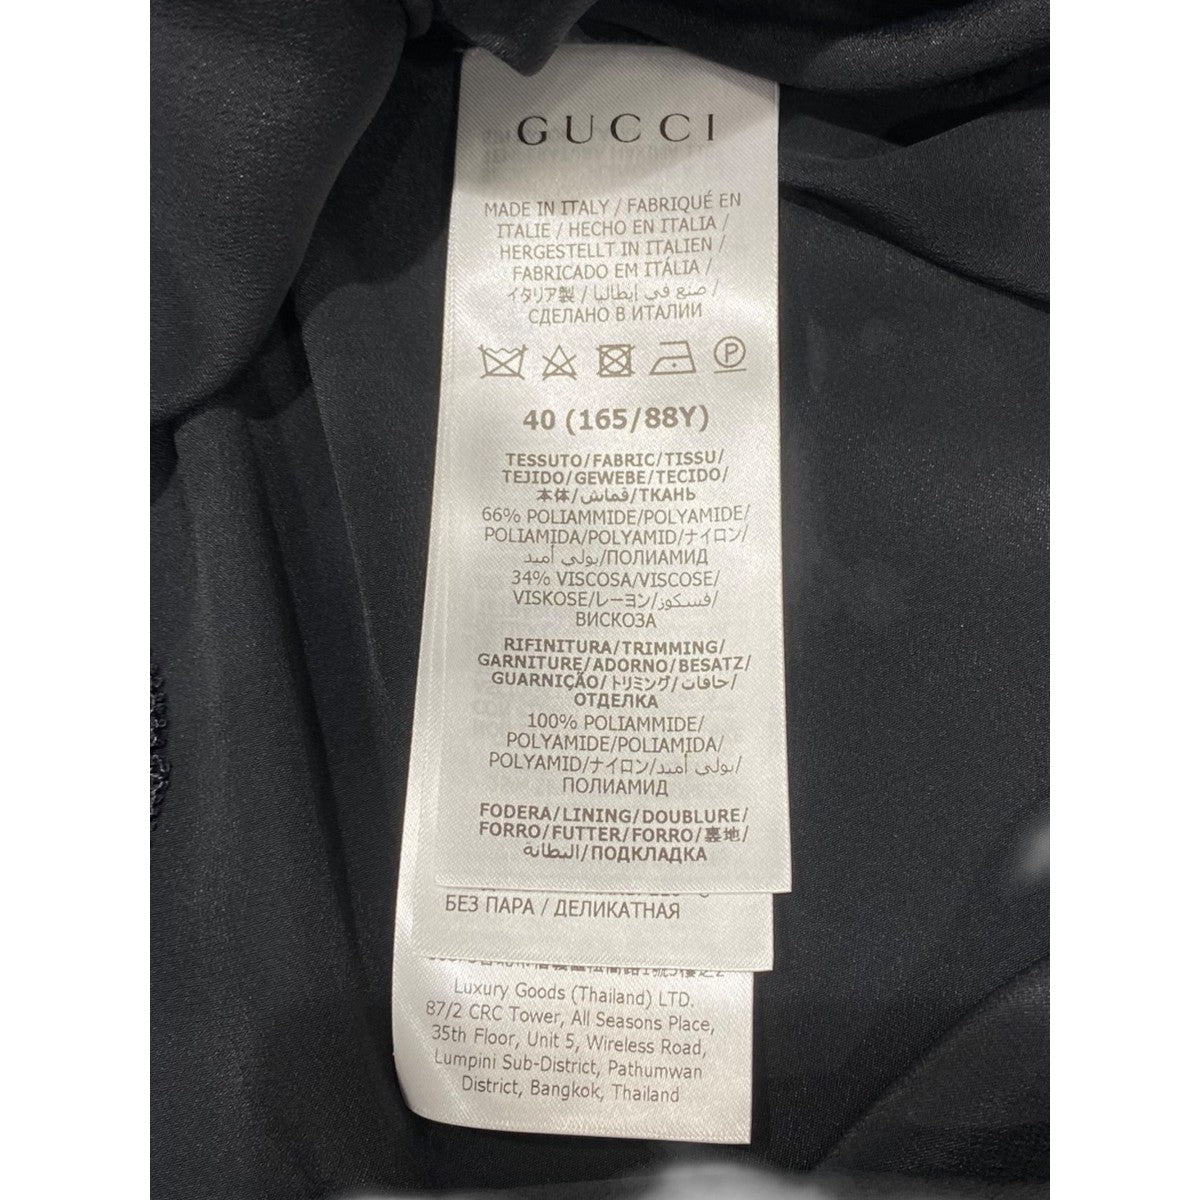 GUCCI
MADE IN ITALY / FABRIQUÉ EN
ITALIE / HECHO EN ITALIA /
HERGESTELLT IN ITALIEN /
FABRICADO EM ITÁLIA /
イタリア製 / صنع في إيطاليا /
СДЕЛАНО В ИТАЛИИ
P
40 (165/88Y)
TESSUTO/FABRIC/TISSU/
TEJIDO/GEWEBE/TECIDO/
本体/قماش/ТКАНЬ
66% POLIAMMIDE/POLYAMIDE/
POLIAMIDA/POLYAMID/ナイロン/
بولي أميد/ПОЛИАМИД
34% VISCOSA/VISCOSE/
VISKOSE/レーヨン/فسكوز/
ВИСКОЗА
RIFINITURA/TRIMMING/
GARNITURE/ADORNO/BESATZ/
GUARNIÇÃO/トリミング/حافات/
ОТДЕЛКА
100% POLIAMMIDE/
POLYAMIDE/POLIAMIDA/
POLYAMID/ナイロン/بولي أميد/
ПОЛИАМИД
FODERA/LINING/DOUBLURE/
FORRO/FUTTER/FORRO/裏地/
البطانة/ПОДКЛАДКА
БЕЗ ПАРА / ДЕЛИКАТНАЯ
Luxury Goods (Thailand) LTD.
87/2 CRC Tower, All Seasons Place,
35th Floor, Unit 5, Wireless Road,
Lumpini Sub-District, Pathumwan
District, Bangkok, Thailand